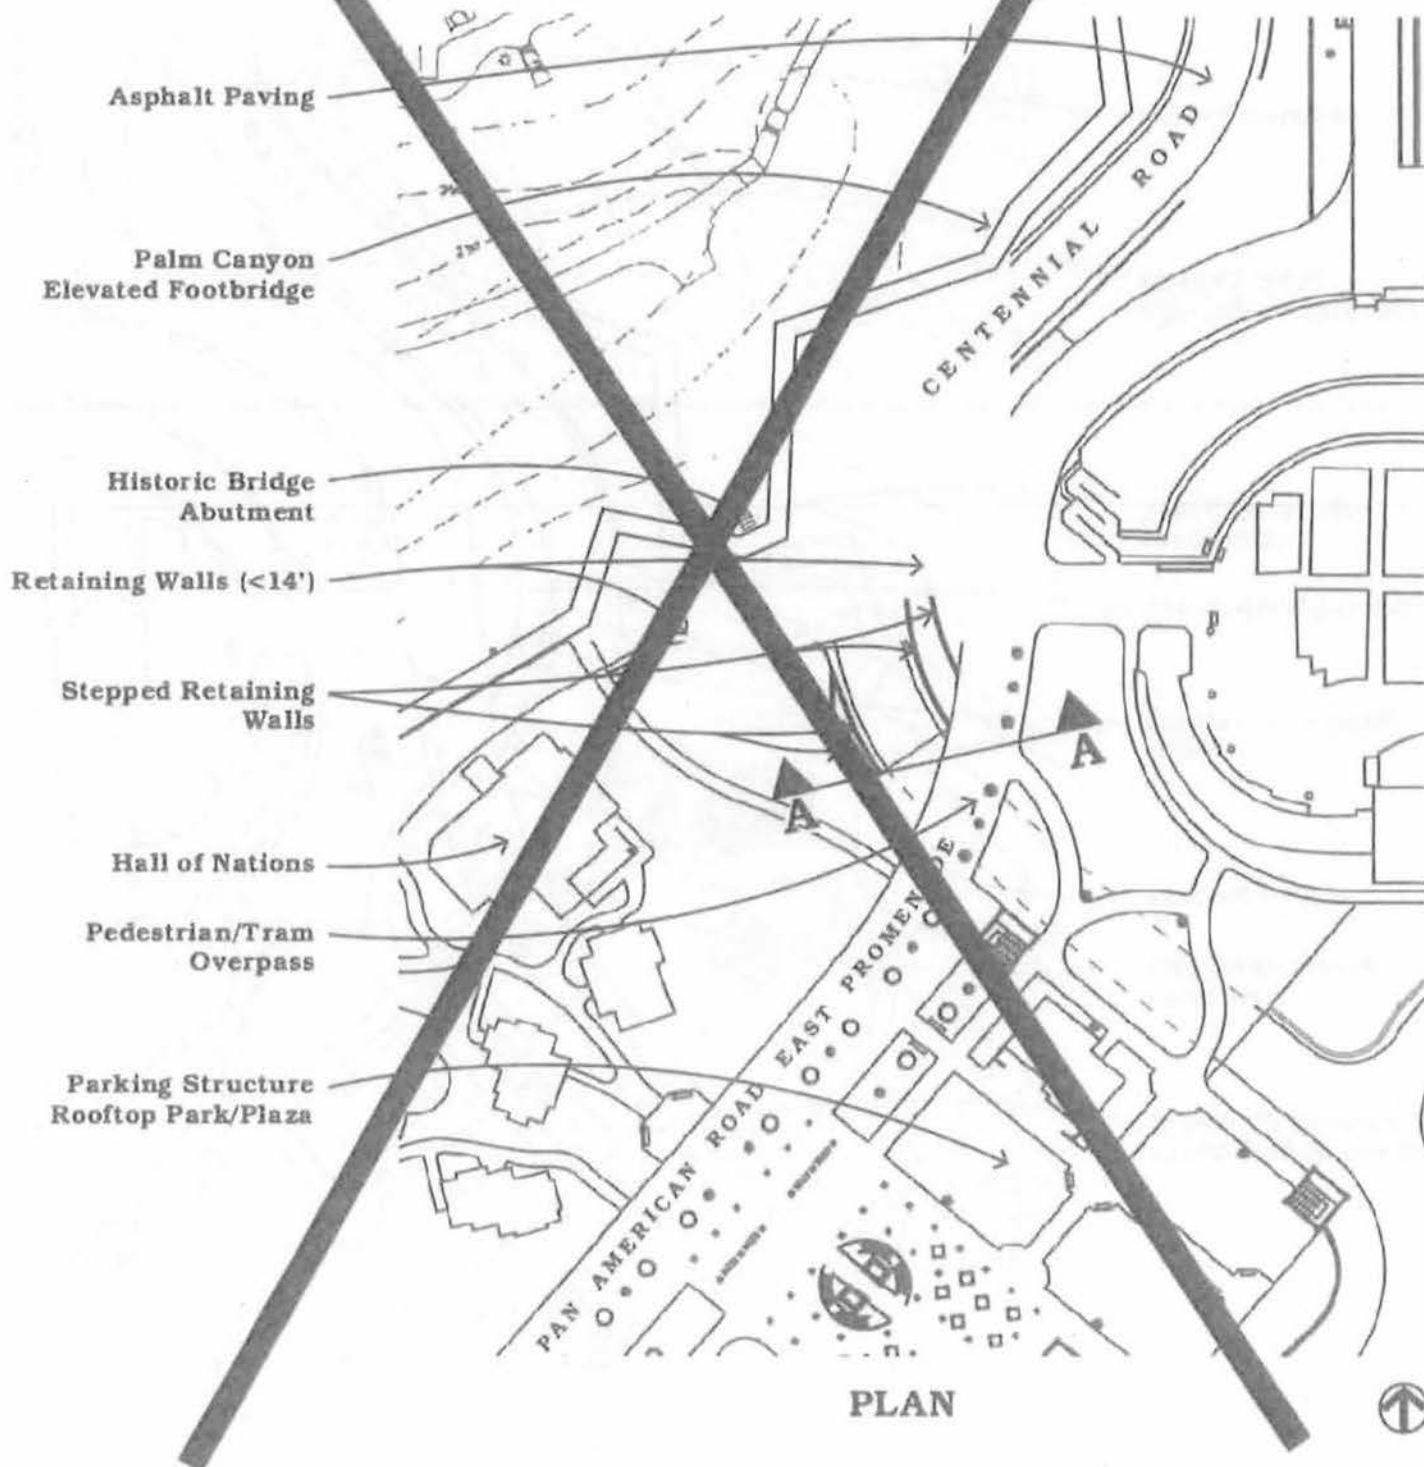 Asphalt Paving
Palm Canyon
Elevated Footbridge
Historic Bridge
Abutment
Retaining Walls (<14')
Stepped Retaining
Walls
Hall of Nations
Pedestrian/Tram
Overpass
Parking Structure
Rooftop Park/Plaza
CENTENNIAL ROAD
A
A
PAN AMERICAN ROAD EAST PROMENADE
PLAN